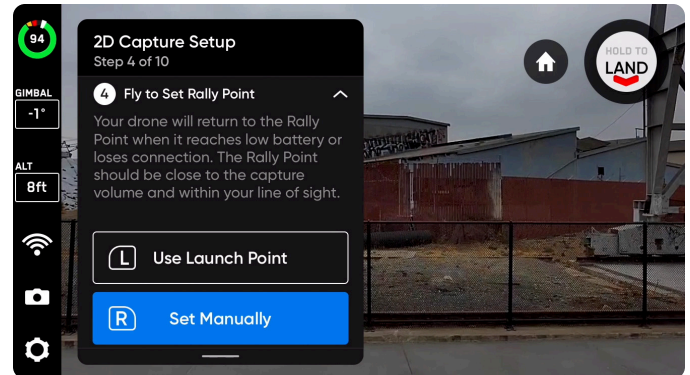 94
GIMBAL
-1°
ALT
8ft
2D Capture Setup
Step 4 of 10
4 Fly to Set Rally Point
Your drone will return to the Rally
Point when it reaches low battery or
loses connection. The Rally Point
should be close to the capture
volume and within your line of sight.
L Use Launch Point
R Set Manually
HOLD TO
LAND